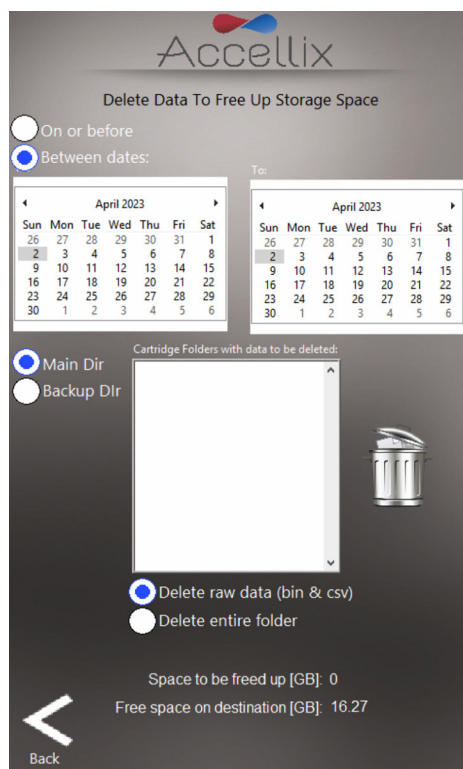 Accellix
Delete Data To Free Up Storage Space
On or before
Between dates:
To:
April 2023
Sun Mon Tue Wed Thu Fri Sat
26 27 28 29 30 31 1
2 3 4 5 6 7 8
9 10 11 12 13 14 15
16 17 18 19 20 21 22
23 24 25 26 27 28 29
30 1 2 3 4 5 6
April 2023
Sun Mon Tue Wed Thu Fri Sat
26 27 28 29 30 31 1
2 3 4 5 6 7 8
9 10 11 12 13 14 15
16 17 18 19 20 21 22
23 24 25 26 27 28 29
30 1 2 3 4 5 6
Main Dir
Backup DIr
Cartridge Folders with data to be deleted:
Delete raw data (bin & csv)
Delete entire folder
Space to be freed up [GB]: 0
Free space on destination [GB]: 16.27
Back